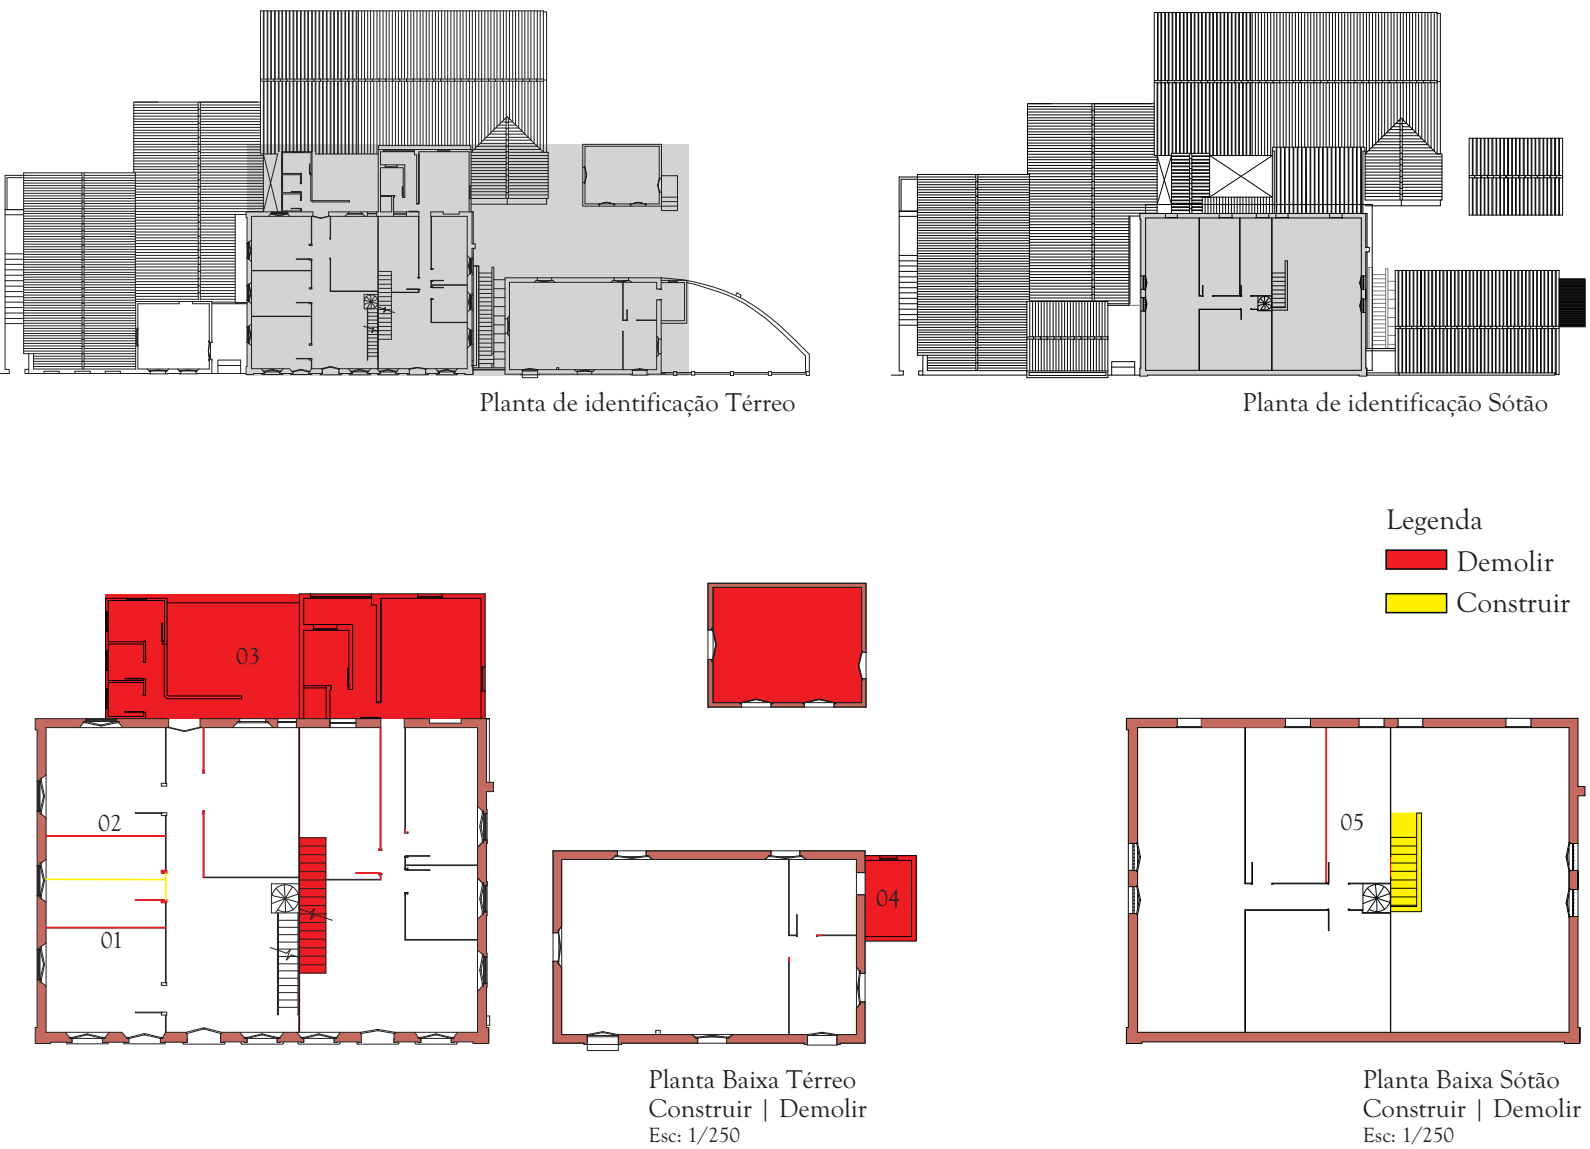 Planta de identificação Térreo
Planta de identificação Sótão
Legenda
Demolir
Construir
03
02
01
04
05
Planta Baixa Térreo
Construir | Demolir
Esc: 1/250
Planta Baixa Sótão
Construir | Demolir
Esc: 1/250